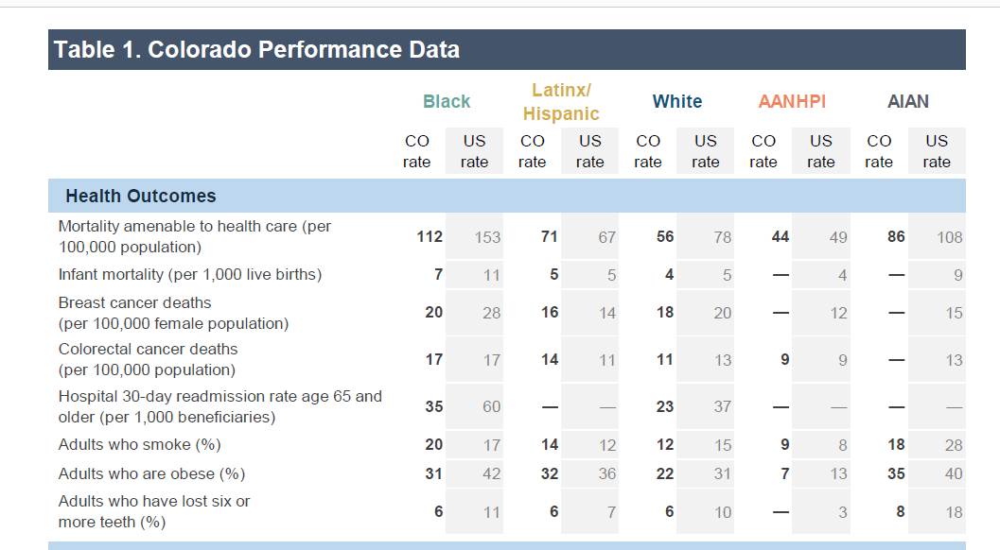 Table 1. Colorado Performance Data
Black Latinx/ Hispanic White AANHPI AIAN
CO rate US rate CO rate US rate CO rate US rate CO rate US rate CO rate US rate
Health Outcomes
Mortality amenable to health care (per
100,000 population) 112 153 71 67 56 78 44 49 86 108
Infant mortality (per 1,000 live births) 7 11 5 5 4 5 — 4 — 9
Breast cancer deaths
(per 100,000 female population) 20 28 16 14 18 20 — 12 — 15
Colorectal cancer deaths
(per 100,000 population) 17 17 14 11 11 13 9 9 — 13
Hospital 30-day readmission rate age 65 and
older (per 1,000 beneficiaries) 35 60 — — 23 37 — — — —
Adults who smoke (%) 20 17 14 12 12 15 9 8 18 28
Adults who are obese (%) 31 42 32 36 22 31 7 13 35 40
Adults who have lost six or
more teeth (%) 6 11 6 7 6 10 — 3 8 18